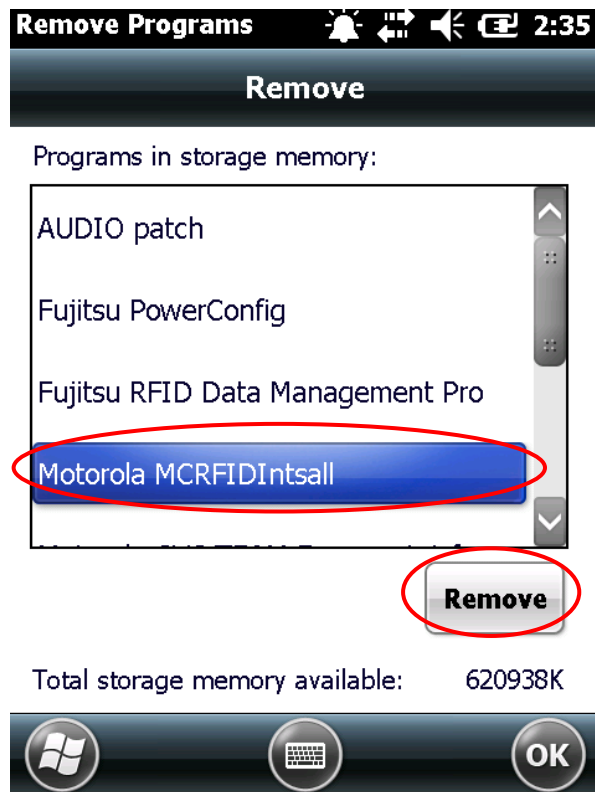 Remove Programs 2:35
Remove
Programs in storage memory:
AUDIO patch
Fujitsu PowerConfig
Fujitsu RFID Data Management Pro
Motorola MCRFIDIntsall
Remove
Total storage memory available: 620938K
OK